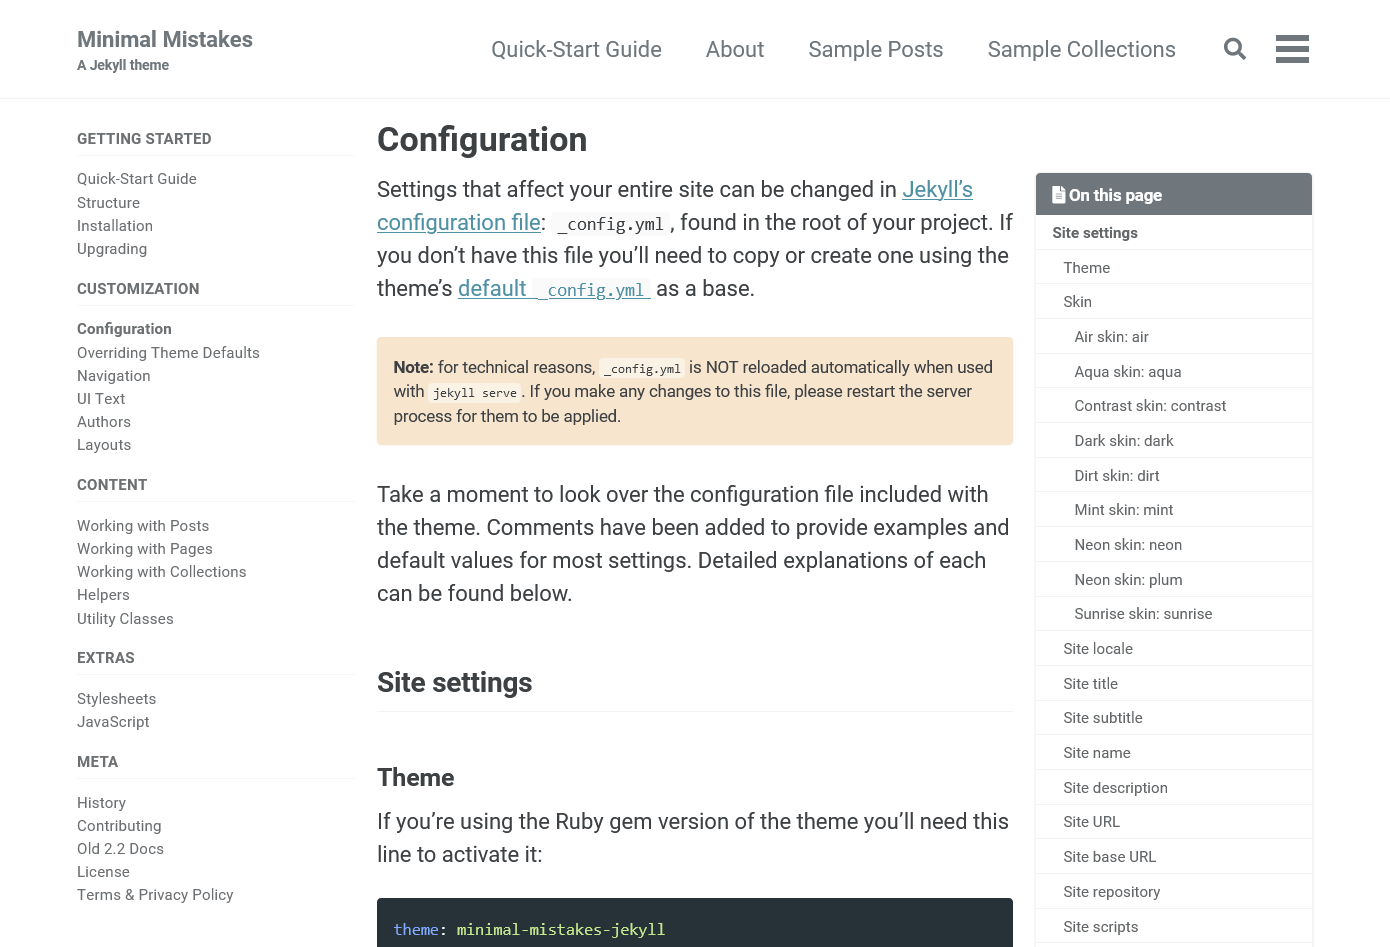 Minimal Mistakes
A Jekyll theme
Quick-Start Guide
About
Sample Posts
Sample Collections
GETTING STARTED
Quick-Start Guide
Structure
Installation
Upgrading
CUSTOMIZATION
Configuration
Overriding Theme Defaults
Navigation
UI Text
Authors
Layouts
CONTENT
Working with Posts
Working with Pages
Working with Collections
Helpers
Utility Classes
EXTRAS
Stylesheets
JavaScript
META
History
Contributing
Old 2.2 Docs
License
Terms & Privacy Policy
Configuration
Settings that affect your entire site can be changed in Jekyll’s
configuration file: _config.yml, found in the root of your project. If
you don’t have this file you’ll need to copy or create one using the
theme’s default _config.yml as a base.
Note: for technical reasons, _config.yml is NOT reloaded automatically when used
with jekyll serve. If you make any changes to this file, please restart the server
process for them to be applied.
Take a moment to look over the configuration file included with
the theme. Comments have been added to provide examples and
default values for most settings. Detailed explanations of each
can be found below.
Site settings
Theme
If you’re using the Ruby gem version of the theme you’ll need this
line to activate it:
theme: minimal-mistakes-jekyll
On this page
Site settings
Theme
Skin
Air skin: air
Aqua skin: aqua
Contrast skin: contrast
Dark skin: dark
Dirt skin: dirt
Mint skin: mint
Neon skin: neon
Neon skin: plum
Sunrise skin: sunrise
Site locale
Site title
Site subtitle
Site name
Site description
Site URL
Site base URL
Site repository
Site scripts